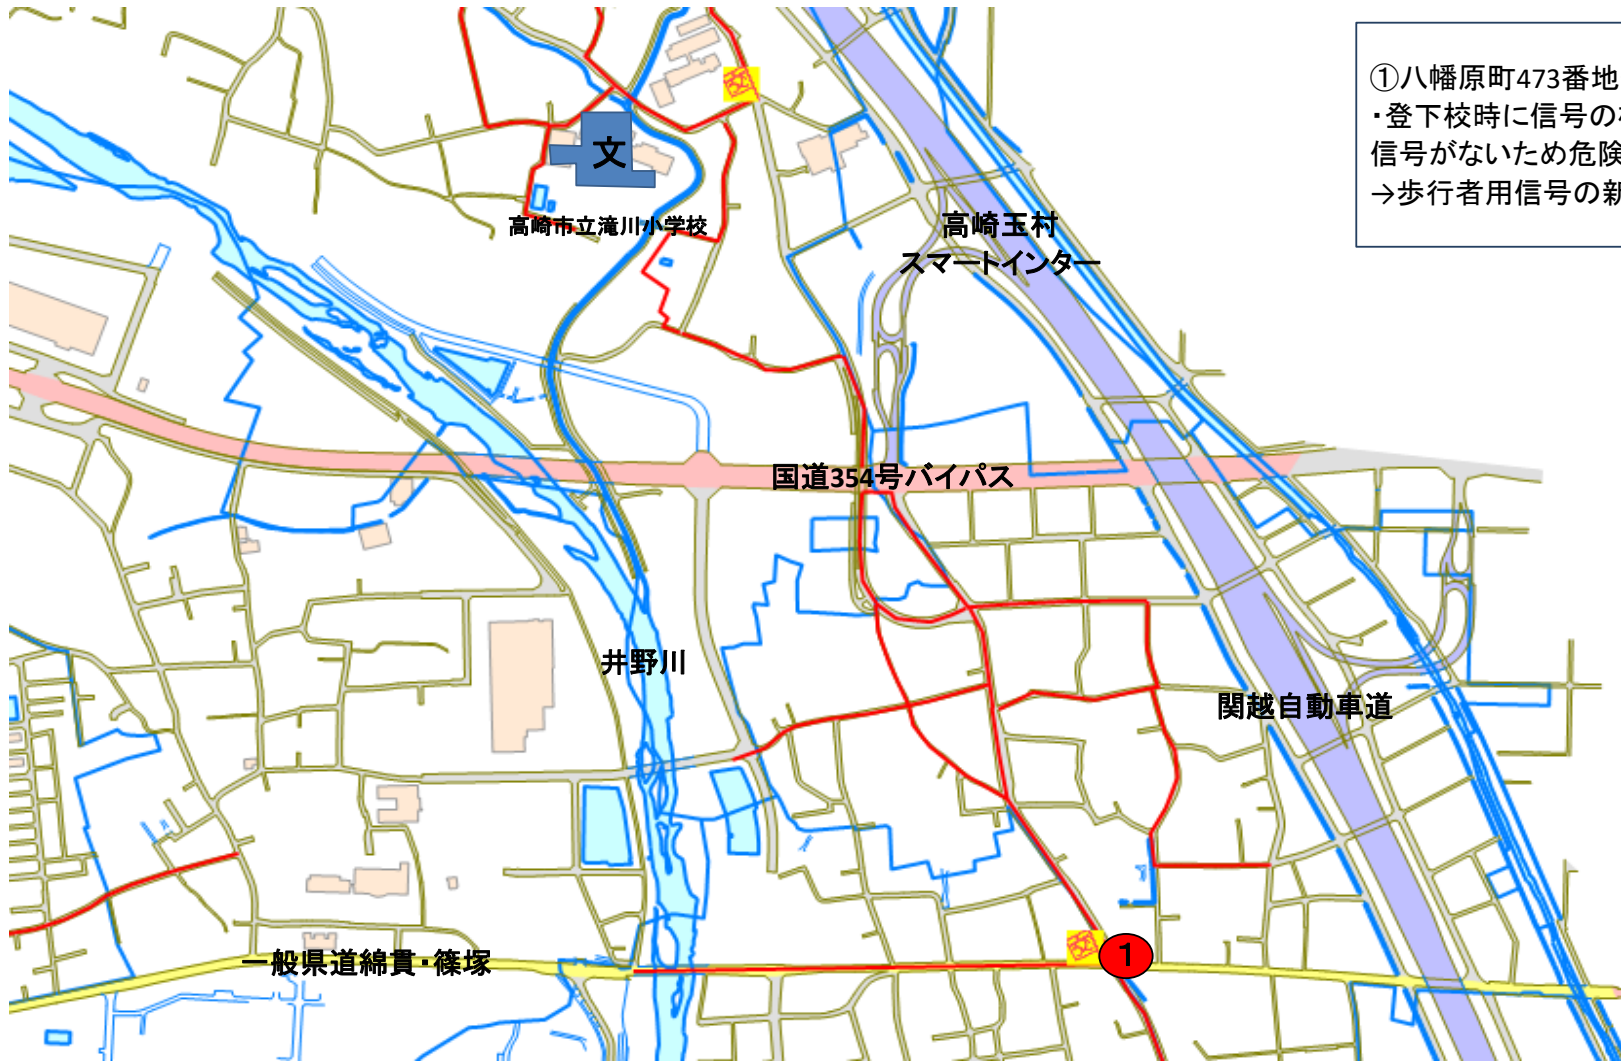 ①八幡原町473番地
・登下校時に信号の
信号がないため危険
→歩行者用信号の新
文
高崎市立滝川小学校
高崎玉村
スマートインター
国道354号バイパス
井野川
関越自動車道
一般県道綿貫・篠塚
1